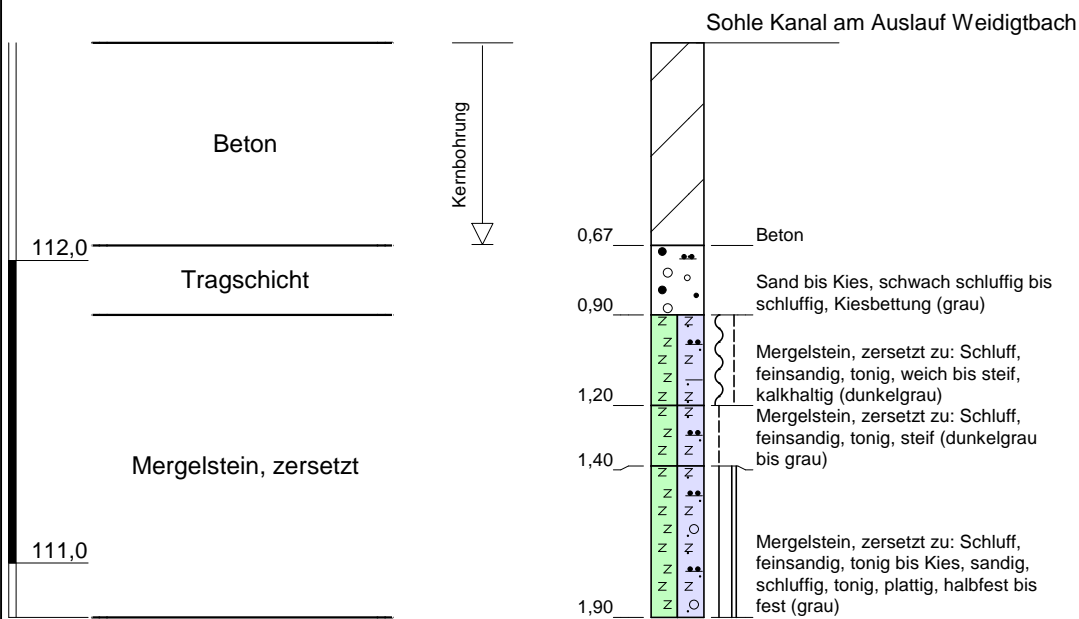 Sohle Kanal am Auslauf Weidigtbach
Beton
Kernbohrung
112,0
0,67
Beton
Tragschicht
Sand bis Kies, schwach schluffig bis
schluffig, Kiesbettung (grau)
0,90
Mergelstein, zersetzt zu: Schluff,
feinsandig, tonig, weich bis steif,
kalkhaltig (dunkelgrau)
1,20
Mergelstein, zersetzt zu: Schluff,
feinsandig, tonig, steif (dunkelgrau
bis grau)
1,40
Mergelstein, zersetzt
111,0
Mergelstein, zersetzt zu: Schluff,
feinsandig, tonig bis Kies, sandig,
schluffig, tonig, plattig, halbfest bis
fest (grau)
1,90